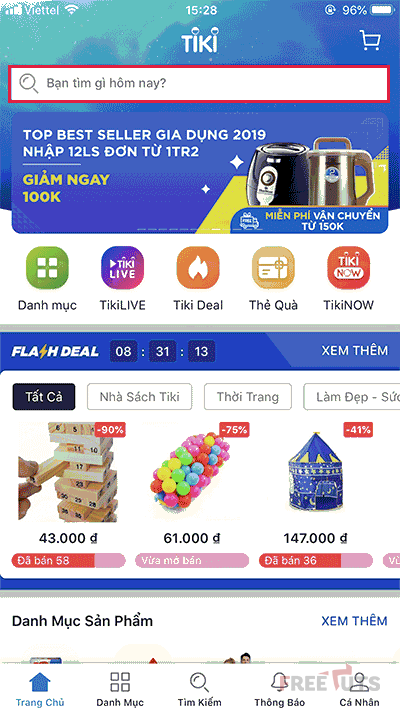 Viettel 15:28 96%
TIKI
Bạn tìm gì hôm nay?
TOP BEST SELLER GIA DỤNG 2019
NHẬP 12LS ĐƠN TỪ 1TR2
GIẢM NGAY
100K
FREE MIỄN PHÍ VẬN CHUYỂN
TỪ 150K
TIKI LIVE
TIKI NOW
Danh mục TikiLIVE Tiki Deal Thẻ Quà TikiNOW
FLASH DEAL 08 : 31 : 13 XEM THÊM
Tất Cả Nhà Sách Tiki Thời Trang Làm Đẹp - Sức
-90% -75% -41%
43.000 ₫ 61.000 ₫ 147.000 ₫
Đã bán 58 Vừa mở bán Đã bán 36
Danh Mục Sản Phẩm XEM THÊM
FREETUTS
Trang Chủ Danh Mục Tìm Kiếm Thông Báo Cá Nhân